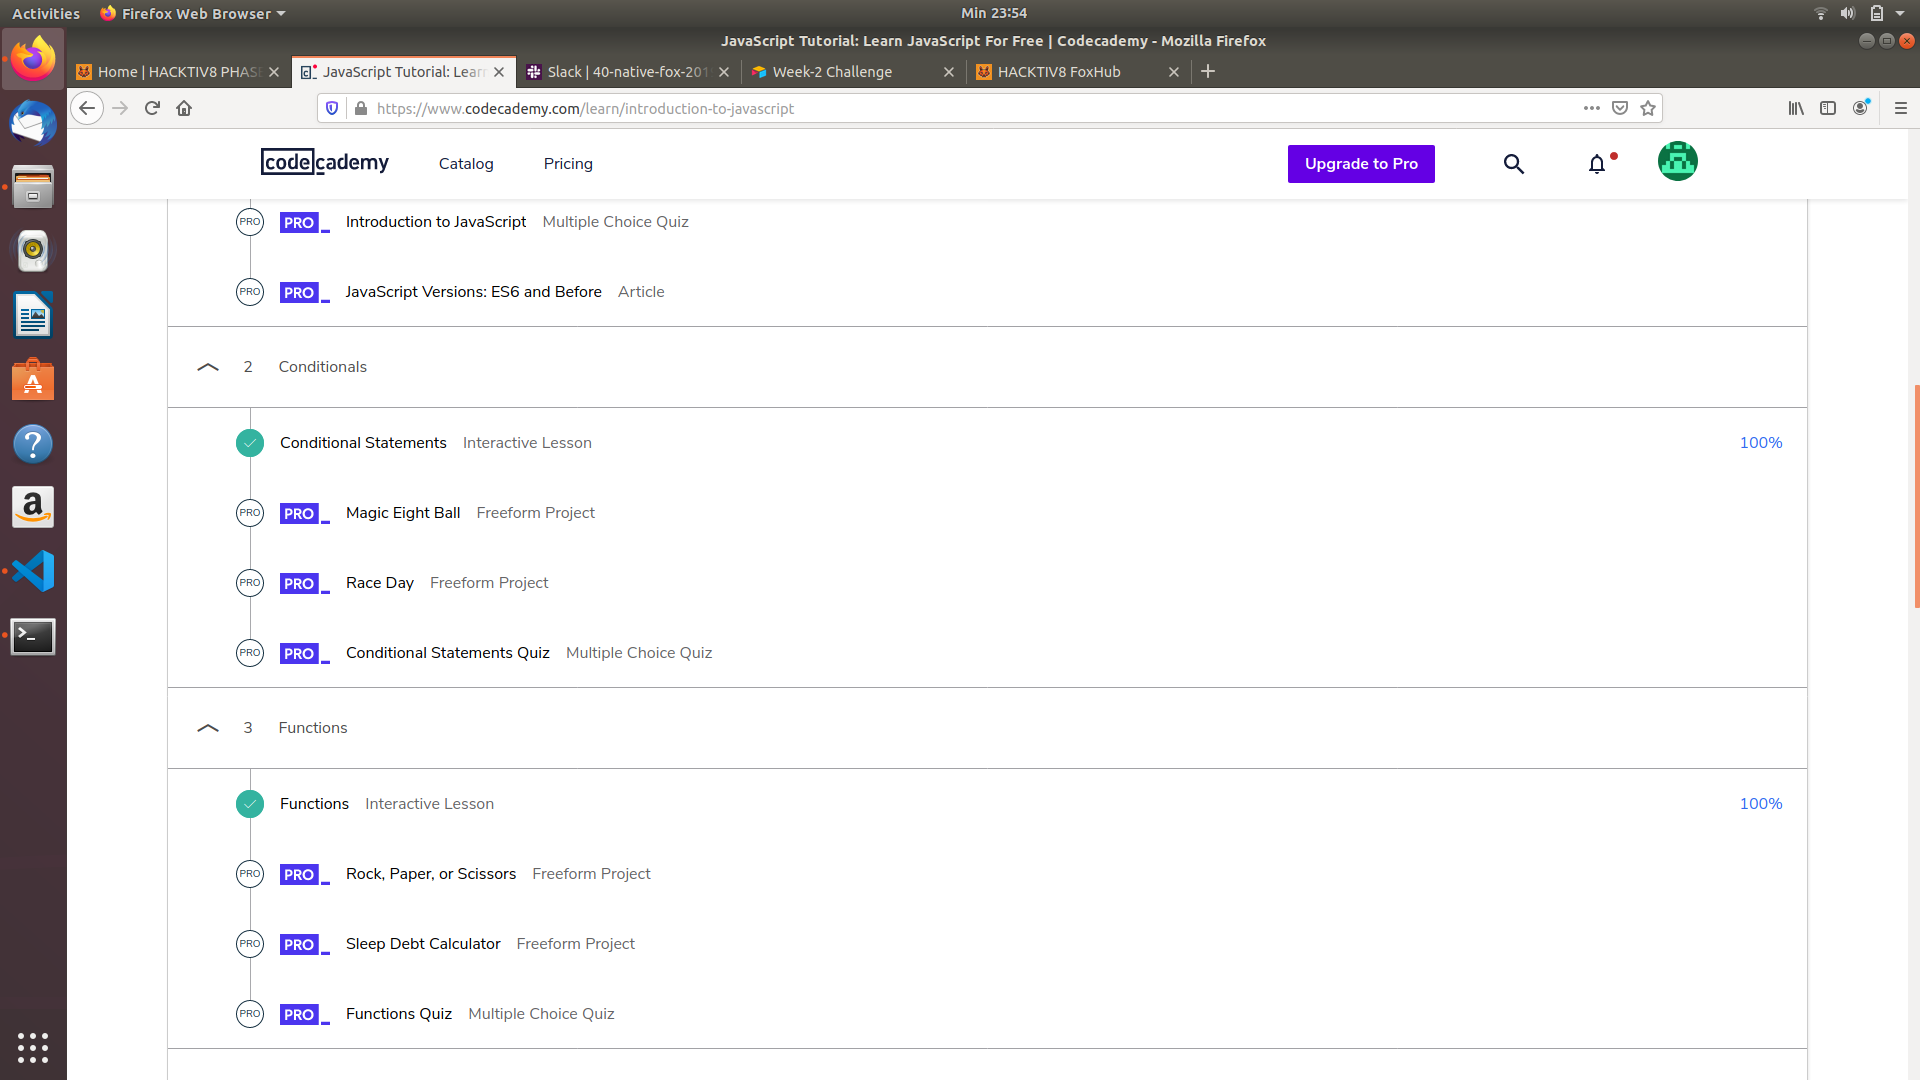 Activities Firefox Web Browser Min 23:54
JavaScript Tutorial: Learn JavaScript For Free | Codecademy - Mozilla Firefox
Home | HACKTIV8 PHAS JavaScript Tutorial: Learn Slack | 40-native-fox-201 Week-2 Challenge HACKTIV8 FoxHub
https://www.codecademy.com/learn/introduction-to-javascript
codecademy Catalog Pricing Upgrade to Pro
PRO PRO Introduction to JavaScript Multiple Choice Quiz
PRO PRO JavaScript Versions: ES6 and Before Article
2 Conditionals
Conditional Statements Interactive Lesson 100%
PRO PRO Magic Eight Ball Freeform Project
PRO PRO Race Day Freeform Project
PRO PRO Conditional Statements Quiz Multiple Choice Quiz
3 Functions
Functions Interactive Lesson 100%
PRO PRO Rock, Paper, or Scissors Freeform Project
PRO PRO Sleep Debt Calculator Freeform Project
PRO PRO Functions Quiz Multiple Choice Quiz